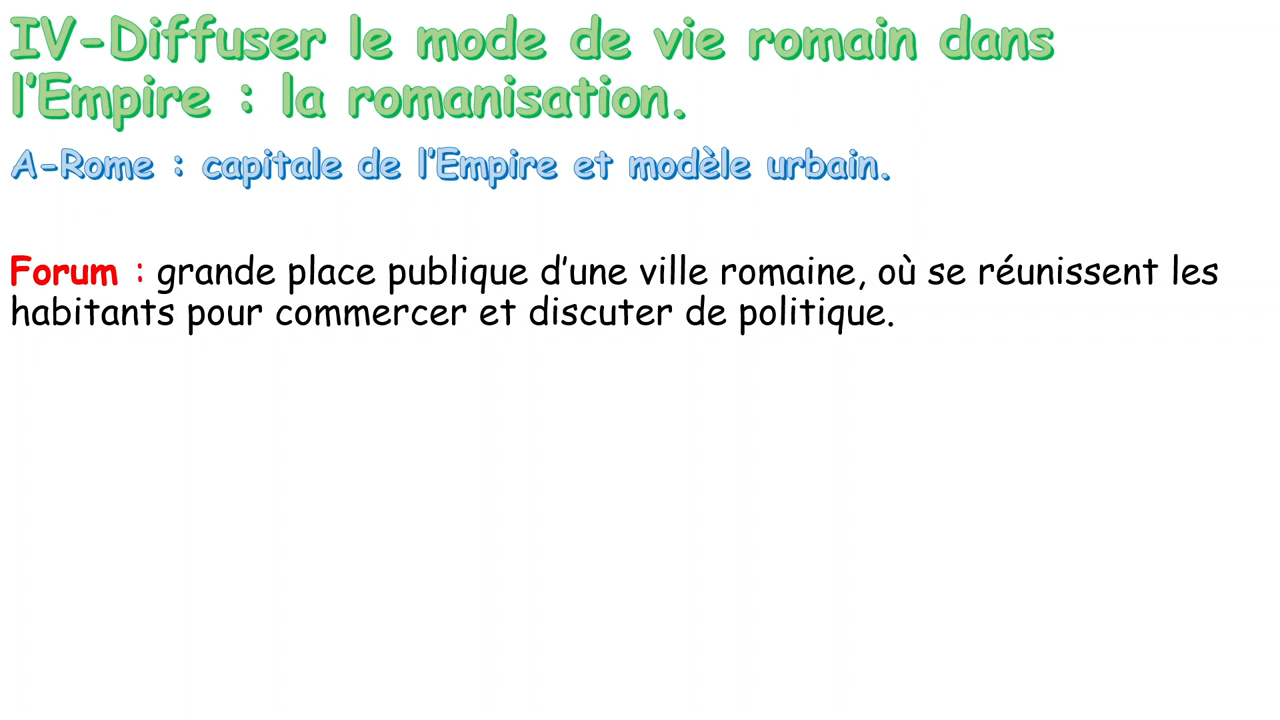 IV-Diffuser le mode de vie romain dans
l’Empire : la romanisation.
A-Rome : capitale de l’Empire et modèle urbain.
Forum : grande place publique d’une ville romaine, où se réunissent les
habitants pour commercer et discuter de politique.